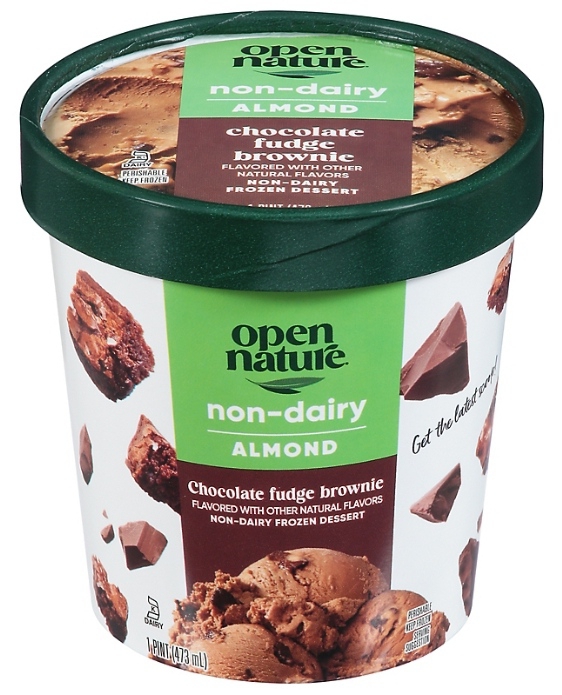 open
nature.
non-dairy
ALMOND
chocolate
fudge
brownie
FLAVORED WITH OTHER
NATURAL FLAVORS
NON-DAIRY
FROZEN DESSERT
K
DAIRY
PERISHABLE
KEEP FROZEN
open
nature.
non-dairy
ALMOND
Chocolate fudge brownie
FLAVORED WITH OTHER NATURAL FLAVORS
NON-DAIRY FROZEN DESSERT
Get the latest scoop!
K
DAIRY
1 PINT (473 mL)
PERISHABLE
KEEP FROZEN
SERVING
SUGGESTION